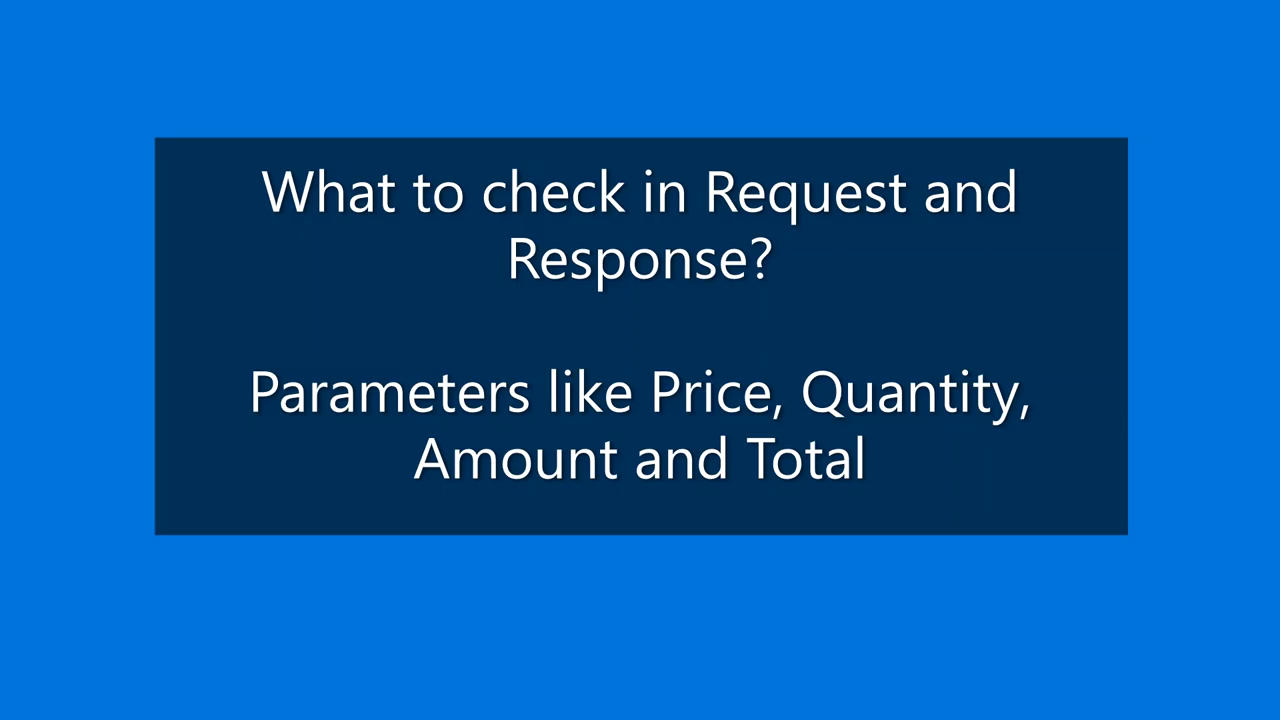 What to check in Request and
Response?
Parameters like Price, Quantity,
Amount and Total